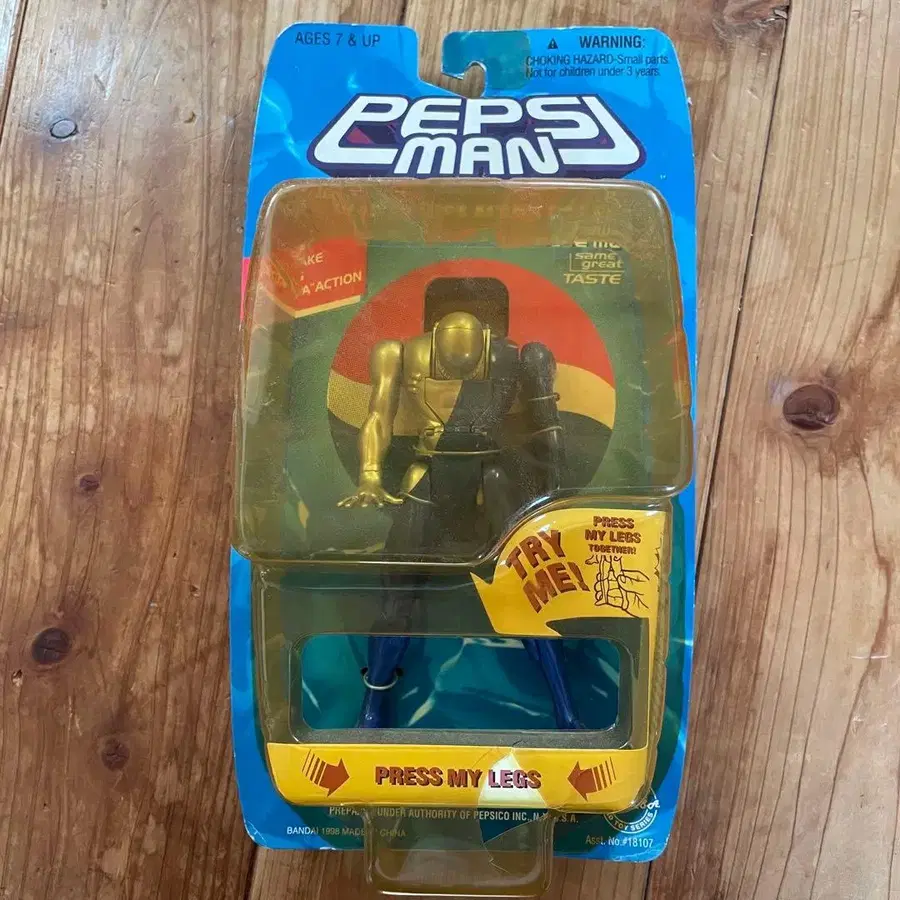 AGES 7 & UP
WARNING:
CHOKING HAZARD-Small parts
Not for children under 3 years.
PEPSI
MAN
same
great
TASTE
ACTION
TRY
ME!
PRESS
MY LEGS
TOGETHER!
PRESS MY LEGS
UNDER AUTHORITY OF PEPSICO INC., N.Y.
BANDAI 1998 MADE CHINA
TOY SERIES
Asst. No.#18107